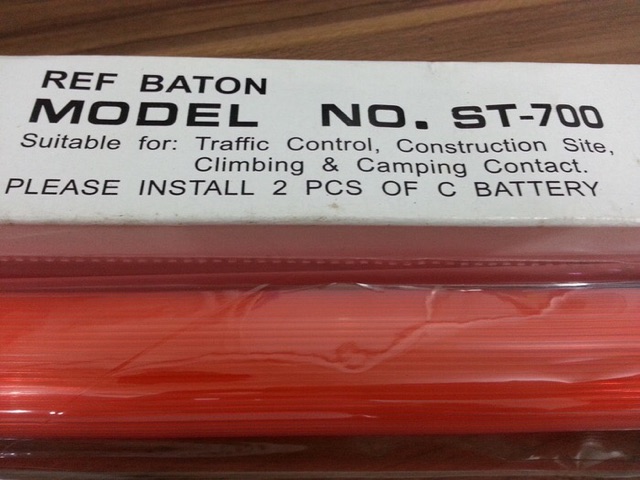 REF BATON
MODEL NO. ST-700
Suitable for: Traffic Control, Construction Site,
Climbing & Camping Contact.
PLEASE INSTALL 2 PCS OF C BATTERY